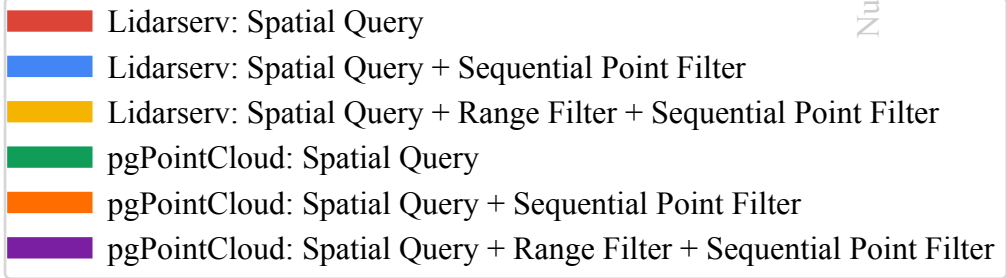 Lidarserv: Spatial Query
Lidarserv: Spatial Query + Sequential Point Filter
Lidarserv: Spatial Query + Range Filter + Sequential Point Filter
pgPointCloud: Spatial Query
pgPointCloud: Spatial Query + Sequential Point Filter
pgPointCloud: Spatial Query + Range Filter + Sequential Point Filter